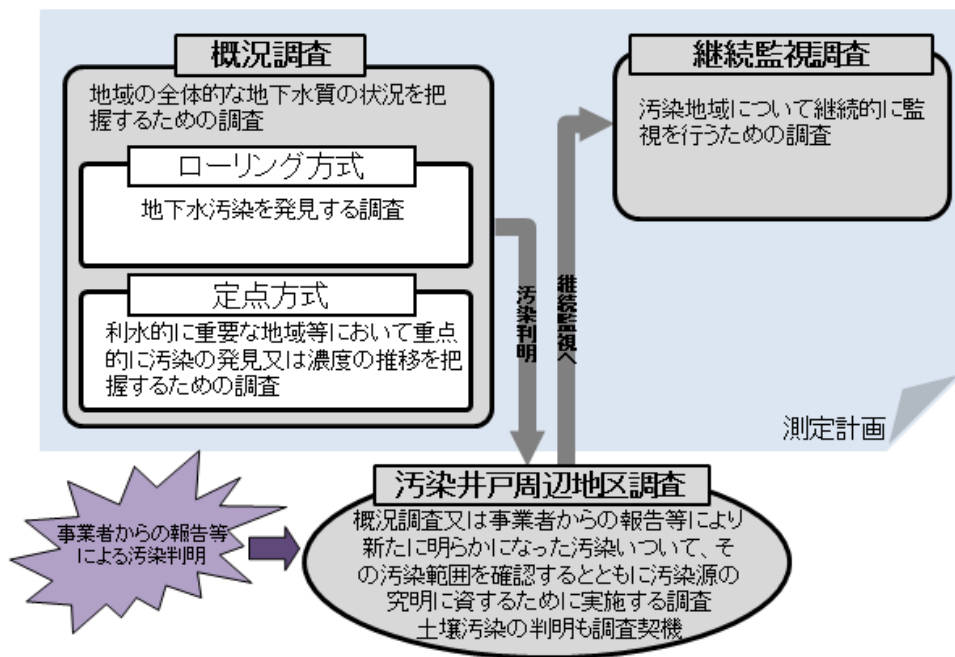 概況調査
地域の全体的な地下水質の状況を把
握するための調査
ローリング方式
地下水汚染を発見する調査
定点方式
利水的に重要な地域等において重点
的に汚染の発見又は濃度の推移を把
握するための調査
継続監視調査
汚染地域について継続的に監
視を行うための調査
汚染判明
継続監視へ
測定計画
事業者からの報告等
による汚染判明
汚染井戸周辺地区調査
概況調査又は事業者からの報告等により
新たに明らかになった汚染いついて、そ
の汚染範囲を確認するとともに汚染源の
究明に資するために実施する調査
土壌汚染の判明も調査契機